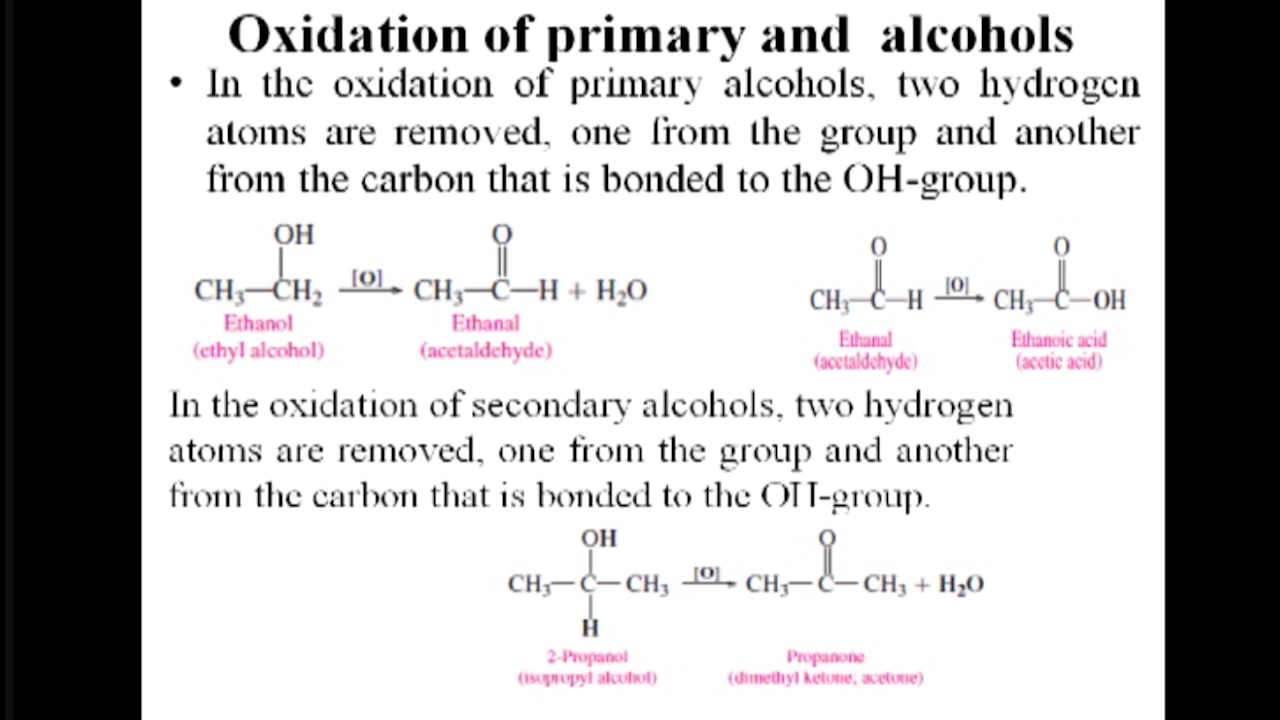 Oxidation of primary and alcohols
• In the oxidation of primary alcohols, two hydrogen
atoms are removed, one from the group and another
from the carbon that is bonded to the OH-group.
OH
O
CH₃—CH₂ [O] CH₃—C—H + H₂O
Ethanol Ethanal
(ethyl alcohol) (acetaldehyde)
O O
CH₃—C—H [O] CH₃—C—OH
Ethanal Ethanoic acid
(acetaldehyde) (acetic acid)
In the oxidation of secondary alcohols, two hydrogen
atoms are removed, one from the group and another
from the carbon that is bonded to the OH-group.
OH O
CH₃—C—CH₃ [O] CH₃—C—CH₃ + H₂O
H
2-Propanol Propanone
(isopropyl alcohol) (dimethyl ketone; acetone)